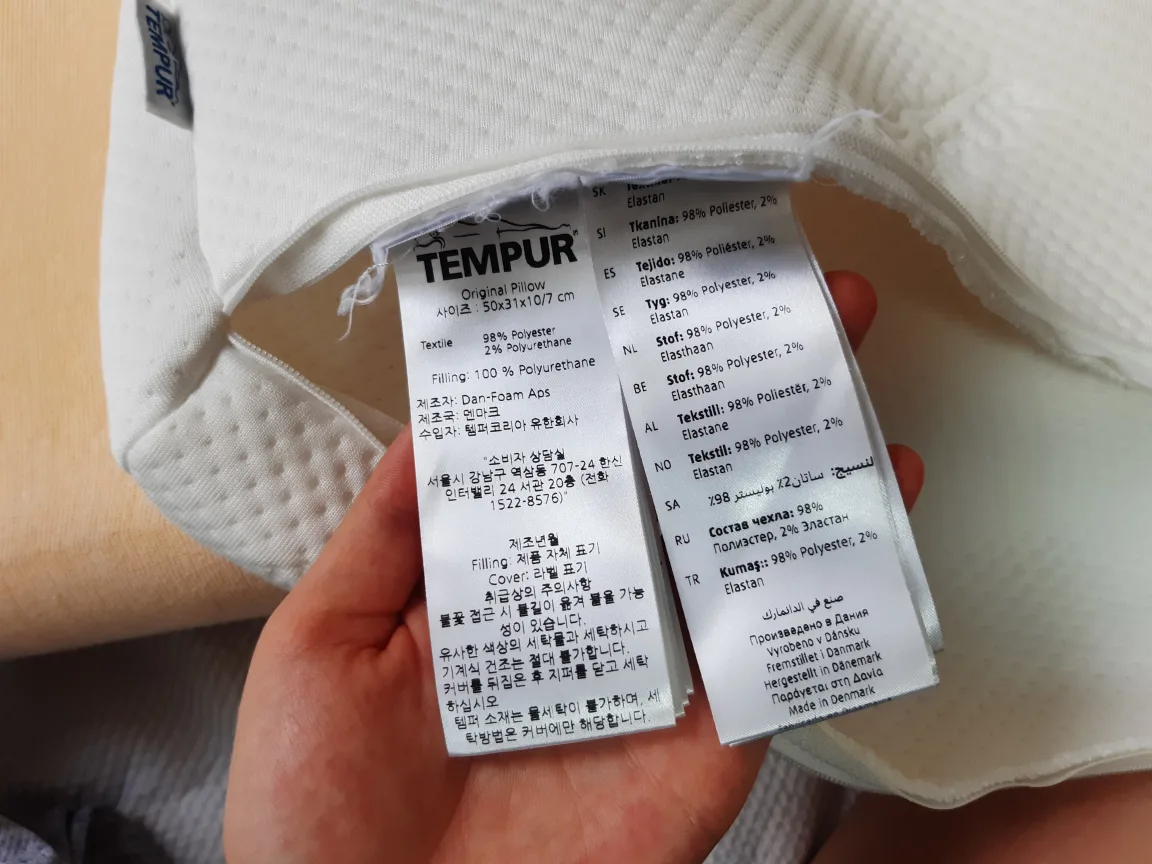 TEMPUR
TEMPUR
Original Pillow
사이즈 : 50x31x10/7 cm
Textile 98% Polyester
2% Polyurethane
Filling: 100 % Polyurethane
제조자: Dan-Foam Aps
제조국: 덴마크
수입자: 템퍼코리아 유한회사
"소비자 상담실
서울시 강남구 역삼동 707-24 한신
인터밸리 24 서관 20층 (전화
1522-8576)"
제조년월
Filling: 제품 자체 표기
Cover: 라벨 표기
취급상의 주의사항
불꽃 접근 시 불길이 옮겨 붙을 가능
성이 있습니다.
유사한 색상의 세탁물과 세탁하시고
기계식 건조는 절대 불가합니다.
커버를 뒤집은 후 지퍼를 닫고 세탁
하십시오
템퍼 소재는 물세탁이 불가하며, 세
탁방법은 커버에만 해당합니다.
SK
Elastan
SI Tkanina: 98% Poliester, 2%
Elastan
ES Tejido: 98% Poliéster, 2%
Elastane
SE Tyg: 98% Polyester, 2%
Elastan
NL Stof: 98% Polyester, 2%
Elasthaan
BE Stof: 98% Polyester, 2%
Elasthaan
AL Tekstili: 98% Poliestër, 2%
Elastane
NO Tekstil: 98% Polyester, 2%
Elastan
SA لنسيج: ساتان2٪ بوليستر 98٪
RU Состав чехла: 98%
Полиэстер, 2% Эластан
TR Kumaş:: 98% Polyester, 2%
Elastan
صنع في الدانمارك
Произведено в Дания
Vyrobeno v Dánsku
Fremstillet i Danmark
Hergestellt in Dänemark
Παράγεται στη Δανία
Made in Denmark